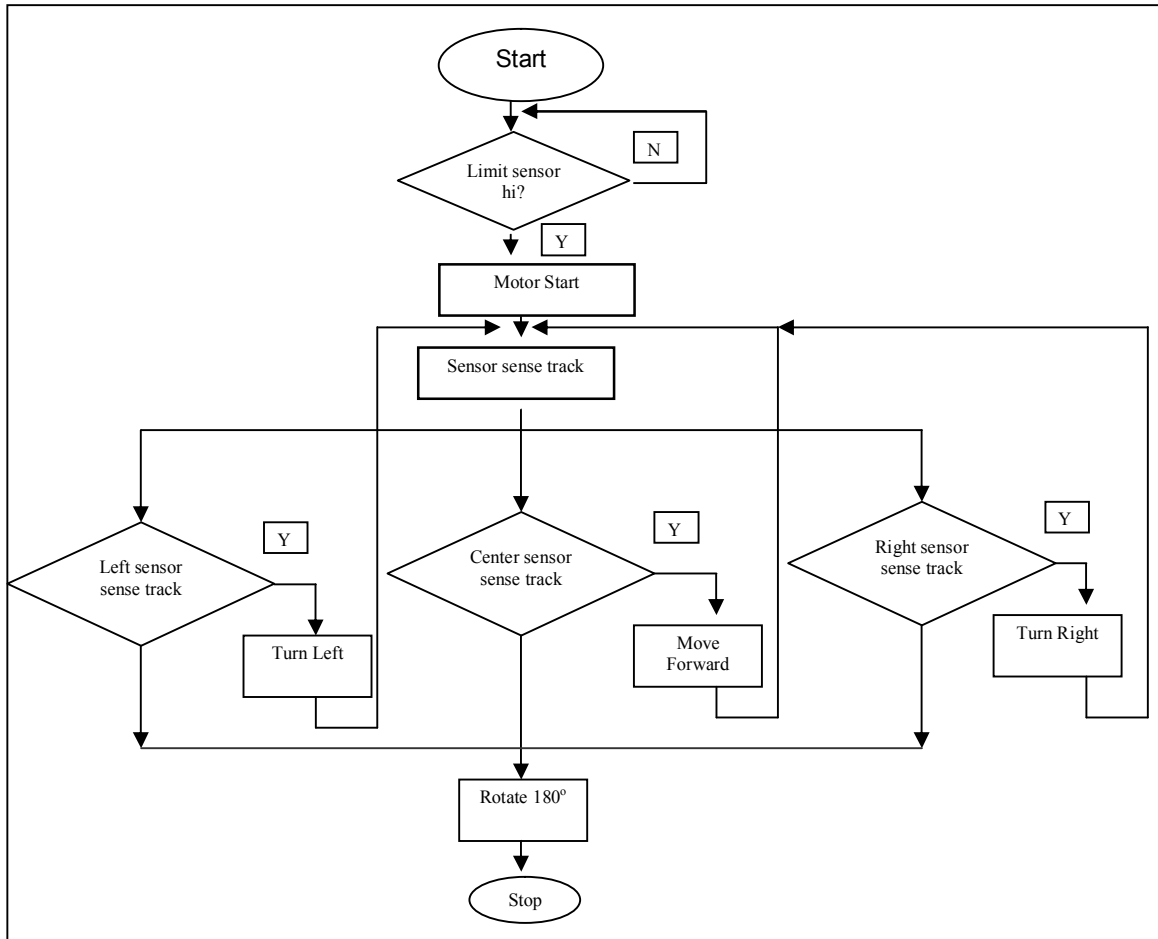 Start
N
Limit sensor
hi?
Y
Motor Start
Sensor sense track
Y
Left sensor
sense track
Turn Left
Y
Center sensor
sense track
Move
Forward
Y
Right sensor
sense track
Turn Right
Rotate 180º
Stop